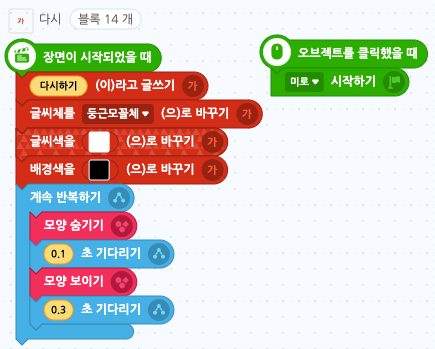 가 다시 블록 14 개
장면이 시작되었을 때
다시하기 (이)라고 글쓰기 가
글씨체를 둥근모꼴체 (으)로 바꾸기 가
글씨색을 (으)로 바꾸기 가
배경색을 (으)로 바꾸기 가
계속 반복하기
모양 숨기기
0.1 초 기다리기
모양 보이기
0.3 초 기다리기
오브젝트를 클릭했을 때
미로 시작하기